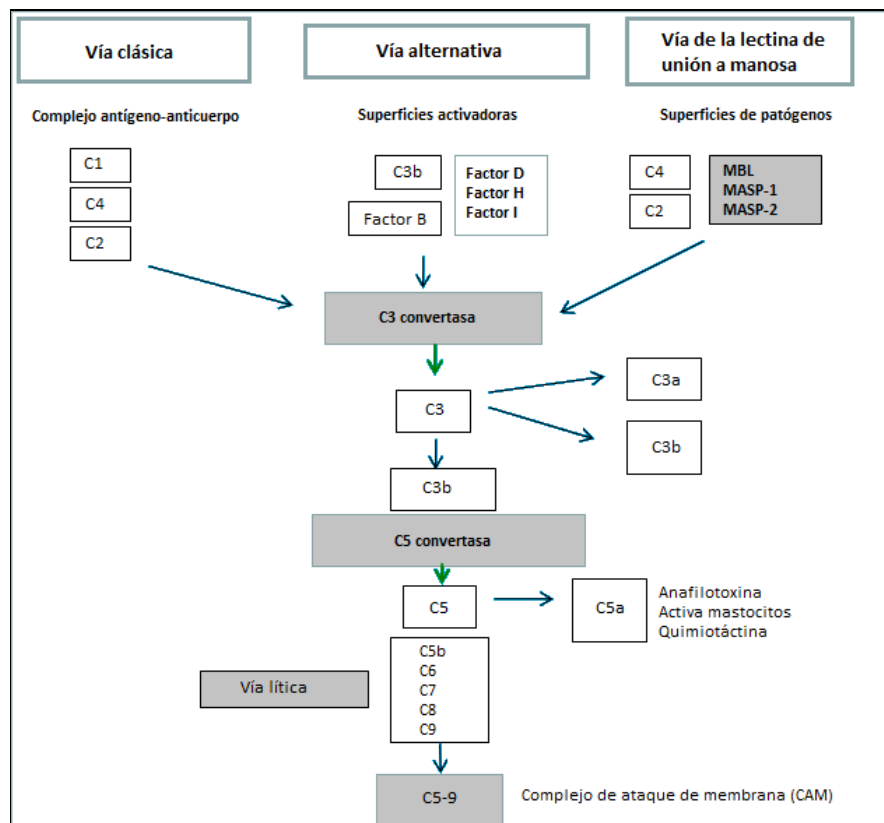 Vía clásica
Vía alternativa
Vía de la lectina de
unión a manosa
Complejo antígeno-anticuerpo
Superficies activadoras
Superficies de patógenos
C1
C4
C2
C3b
Factor B
Factor D
Factor H
Factor I
C4
C2
MBL
MASP-1
MASP-2
C3 convertasa
C3
C3a
C3b
C3b
C5 convertasa
C5
C5a
Anafilotoxina
Activa mastocitos
Quimiotáctina
Vía lítica
C5b
C6
C7
C8
C9
C5-9
Complejo de ataque de membrana (CAM)